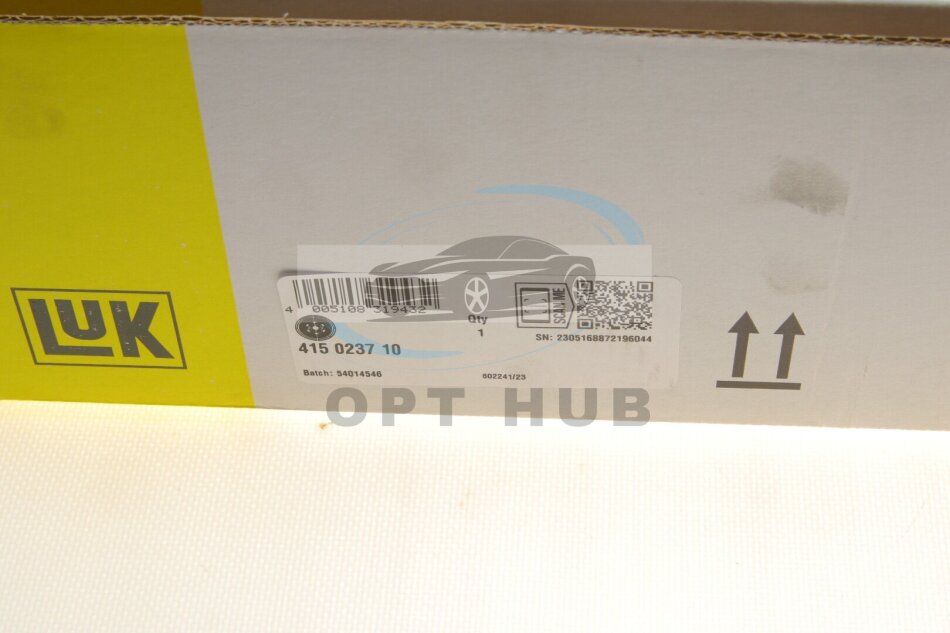 LUK
4 005108 319432
Qty
1
SCAN ME
SN: 2305168872196044
415 0237 10
Batch: 54014546
602241/23
OPT HUB